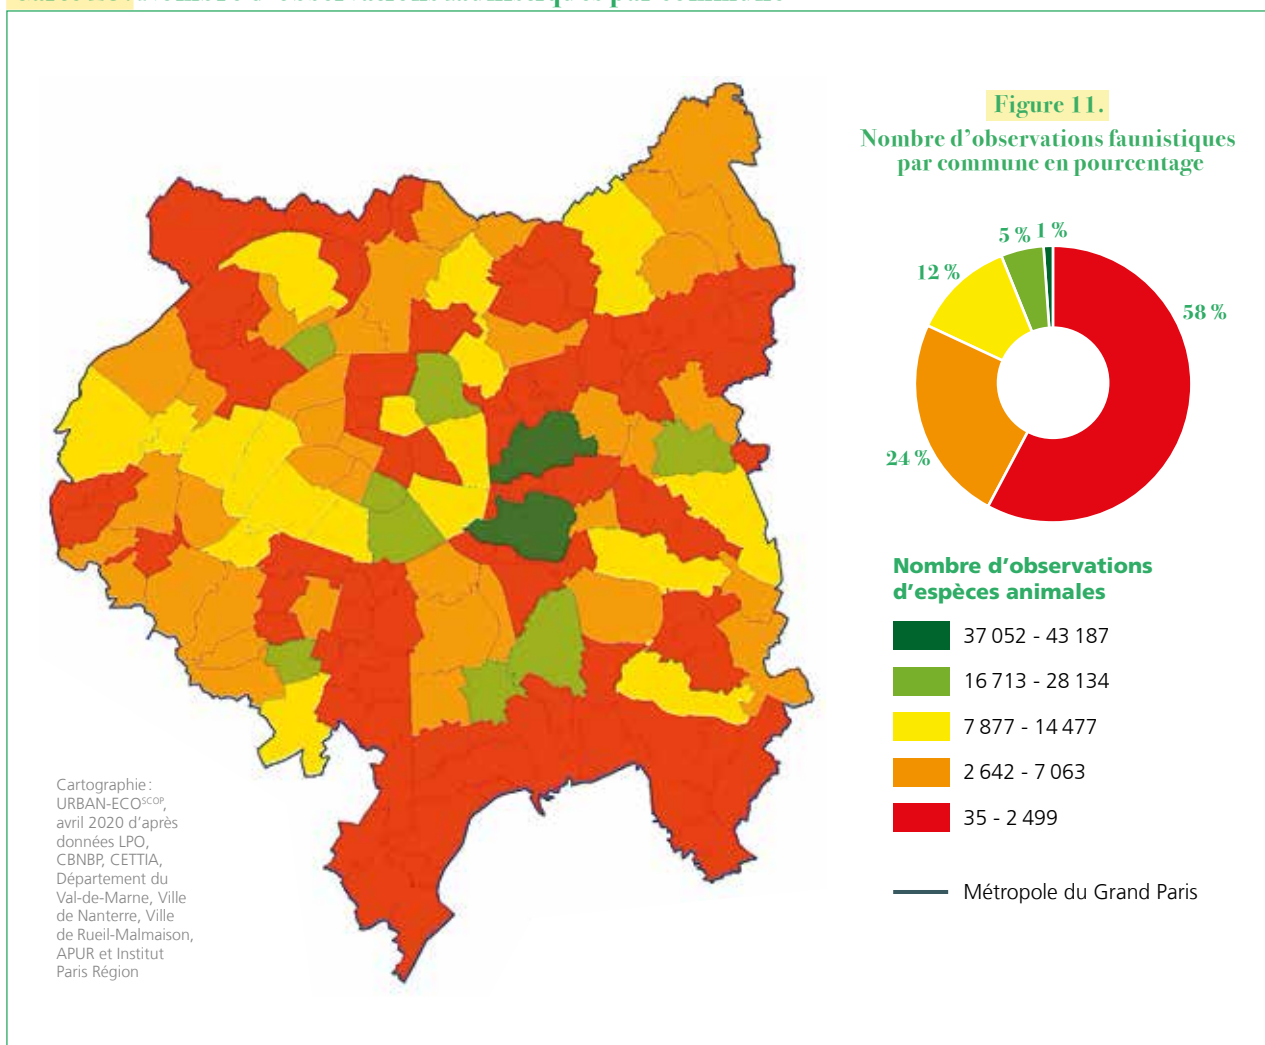 Figure 11.
Nombre d'observations faunistiques
par commune en pourcentage
5 % 1 %
12 %
58 %
24 %
Nombre d'observations
d'espèces animales
37 052 - 43 187
16 713 - 28 134
7 877 - 14 477
2 642 - 7 063
35 - 2 499
Métropole du Grand Paris
Cartographie :
URBAN-ECOSCOP,
avril 2020 d'après
données LPO,
CBNBP, CETTIA,
Département du
Val-de-Marne, Ville
de Nanterre, Ville
de Rueil-Malmaison,
APUR et Institut
Paris Région